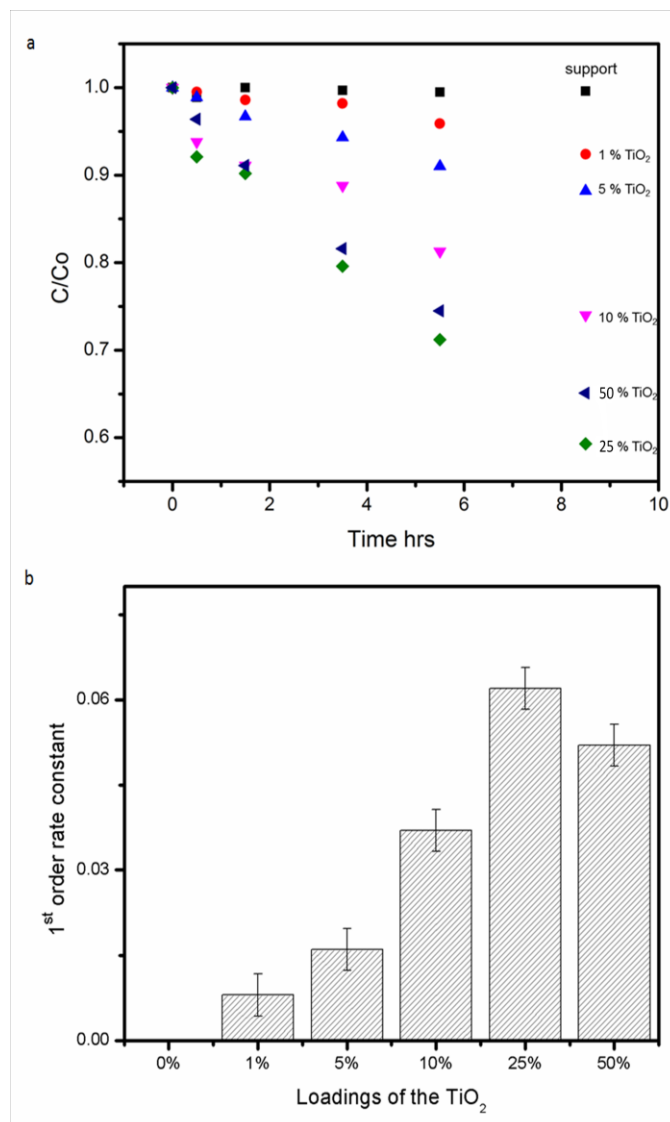 a
support
1.0
1 % TiO₂
5 % TiO₂
0.9
C/Co
0.8
10 % TiO₂
0.7
50 % TiO₂
0.6
25 % TiO₂
0 2 4 6 8 10
Time hrs
b
0.06
1st order rate constant
0.03
0.00
0% 1% 5% 10% 25% 50%
Loadings of the TiO₂